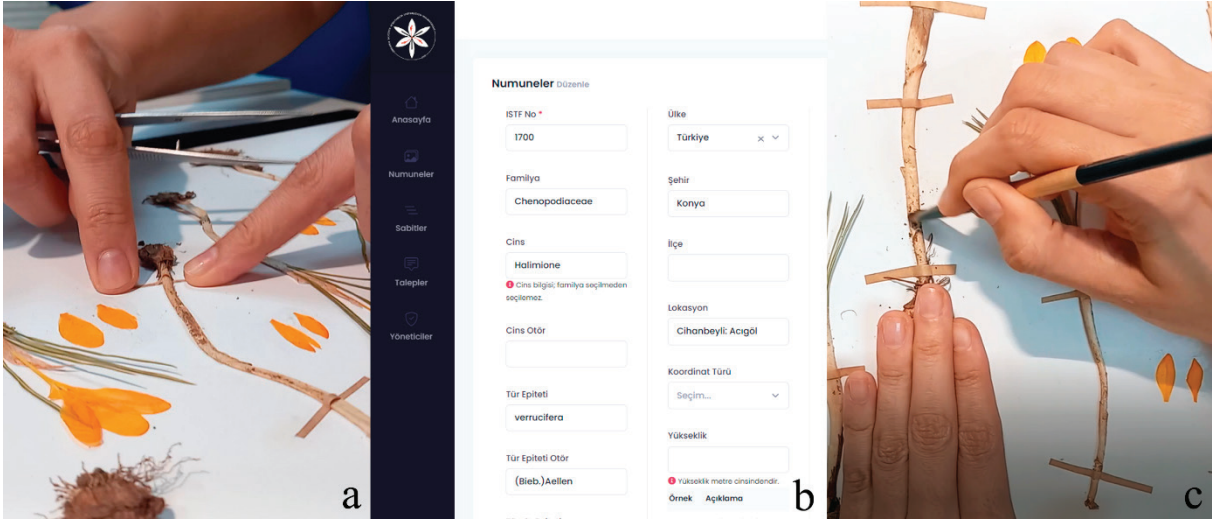 a
Anasayfa
Numuneler
Sabitler
Talepler
Yöneticiler
Numuneler Düzenle
ISTF No *
1700
Familya
Chenopodiaceae
Cins
Halimione
Cins bilgisi; familya seçilmeden
seçilemez.
Cins Otör
Tür Epiteti
verrucifera
Tür Epiteti Otör
(Bieb.)Aellen
Ülke
Türkiye
Şehir
Konya
İlçe
Lokasyon
Cihanbeyli: Acıgöl
Koordinat Türü
Seçim...
Yükseklik
Yükseklik metre cinsindendir.
Örnek Açıklama
b
c